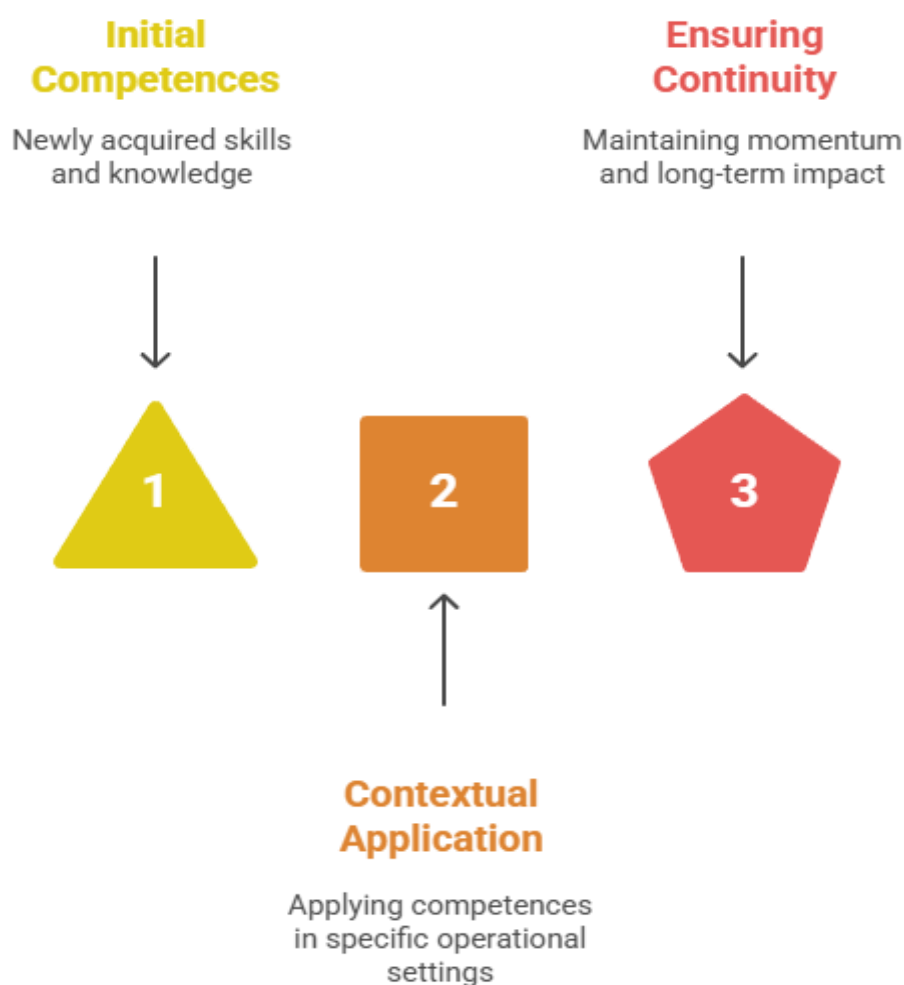 Initial
Competences
Newly acquired skills
and knowledge
Ensuring
Continuity
Maintaining momentum
and long-term impact
1
2
3
Contextual
Application
Applying competences
in specific operational
settings